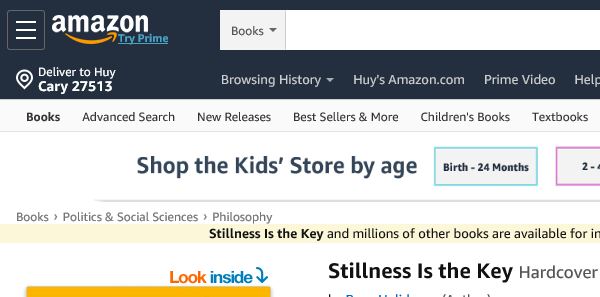 amazon
Try Prime
Books
Deliver to Huy
Cary 27513
Browsing History Huy's Amazon.com Prime Video Help
Books Advanced Search New Releases Best Sellers & More Children's Books Textbooks
Shop the Kids' Store by age Birth - 24 Months 2 -
Books › Politics & Social Sciences › Philosophy
Stillness Is the Key and millions of other books are available for
Look inside
Stillness Is the Key Hardcover
(Author)